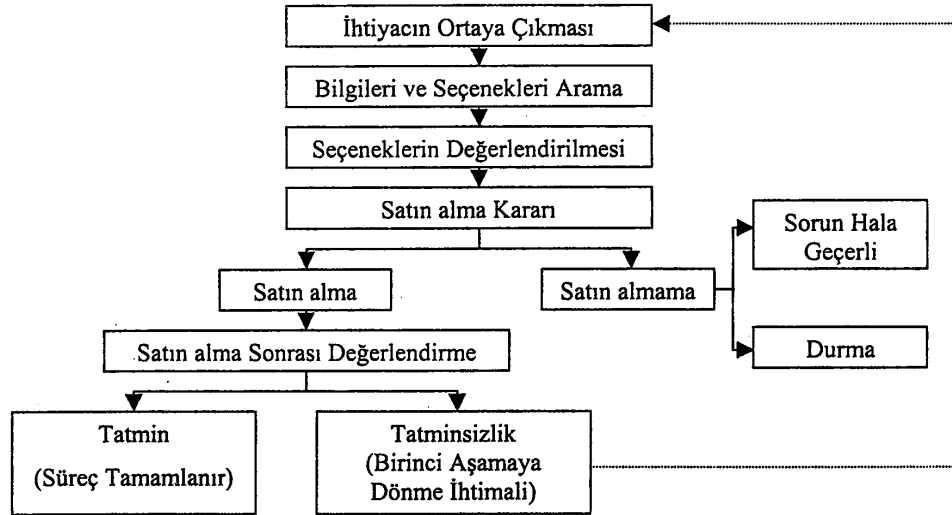 İhtiyacın Ortaya Çıkması
Bilgileri ve Seçenekleri Arama
Seçeneklerin Değerlendirilmesi
Satın alma Kararı
Sorun Hala
Geçerli
Satın alma
Satın almama
Satın alma Sonrası Değerlendirme
Durma
Tatmin
(Süreç Tamamlanır)
Tatminsizlik
(Birinci Aşamaya
Dönme İhtimali)